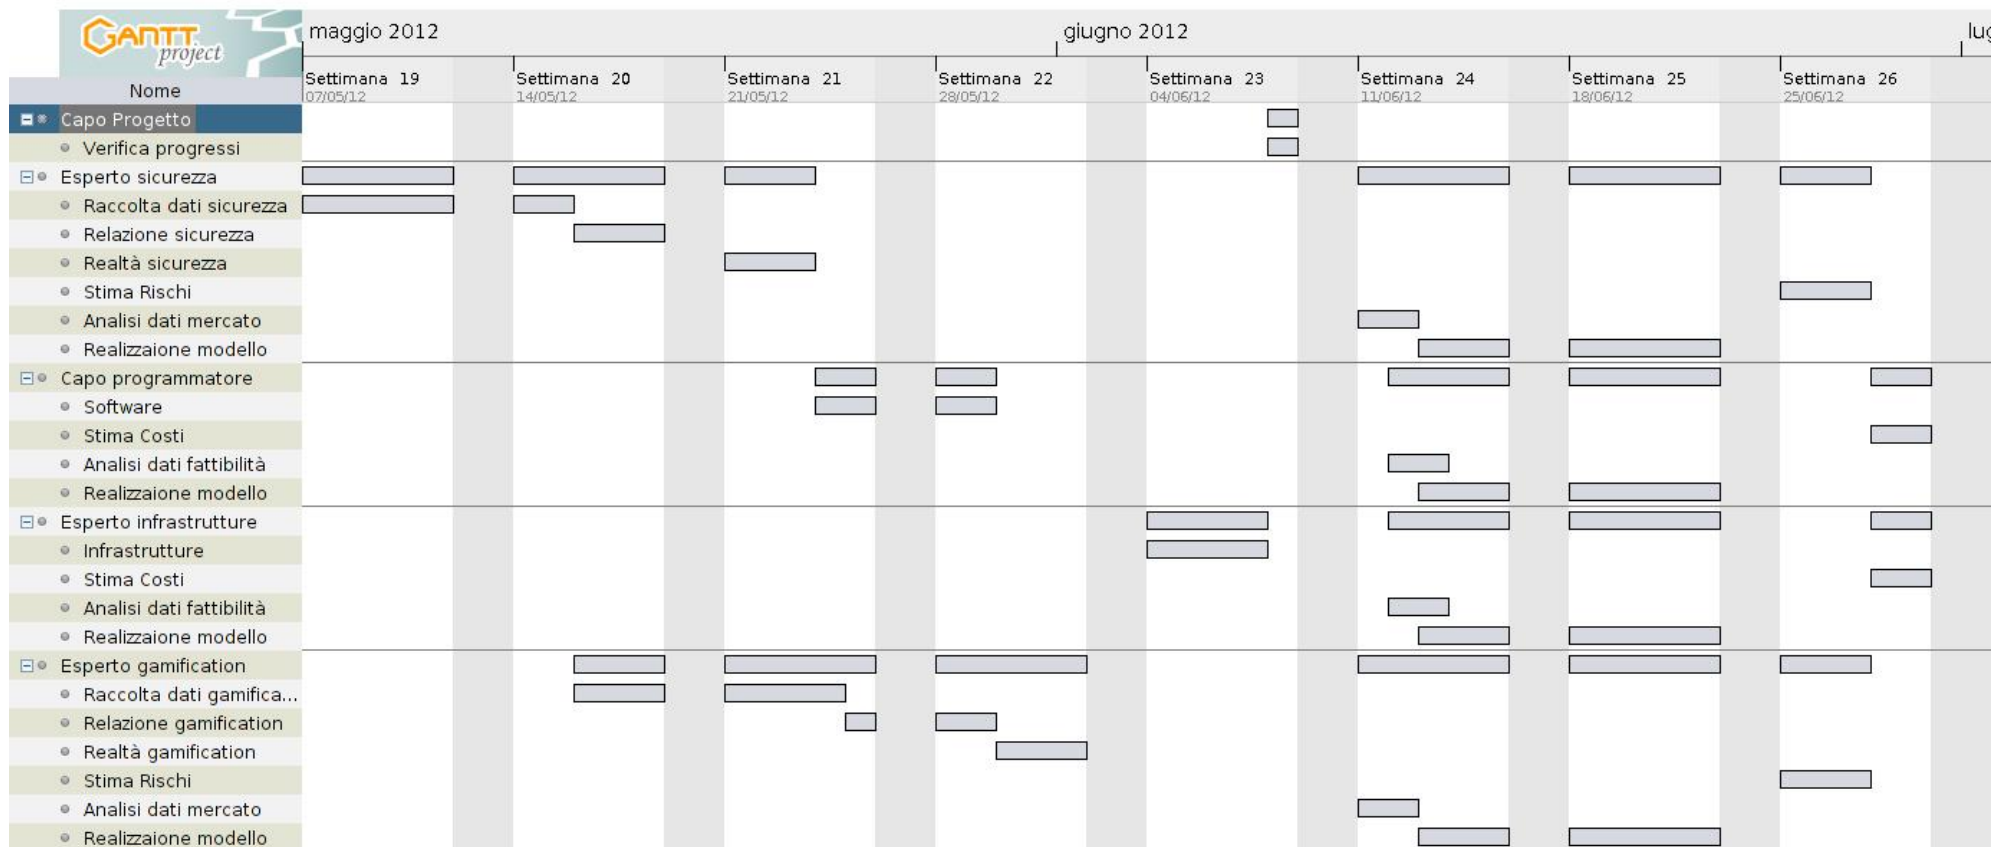 GANTT
project
maggio 2012
giugno 2012
lug
Nome
Settimana 19
07/05/12
Settimana 20
14/05/12
Settimana 21
21/05/12
Settimana 22
28/05/12
Settimana 23
04/06/12
Settimana 24
11/06/12
Settimana 25
18/06/12
Settimana 26
25/06/12
Capo Progetto
Verifica progressi
Esperto sicurezza
Raccolta dati sicurezza
Relazione sicurezza
Realtà sicurezza
Stima Rischi
Analisi dati mercato
Realizzaione modello
Capo programmatore
Software
Stima Costi
Analisi dati fattibilità
Realizzaione modello
Esperto infrastrutture
Infrastrutture
Stima Costi
Analisi dati fattibilità
Realizzaione modello
Esperto gamification
Raccolta dati gamifica...
Relazione gamification
Realtà gamification
Stima Rischi
Analisi dati mercato
Realizzaione modello